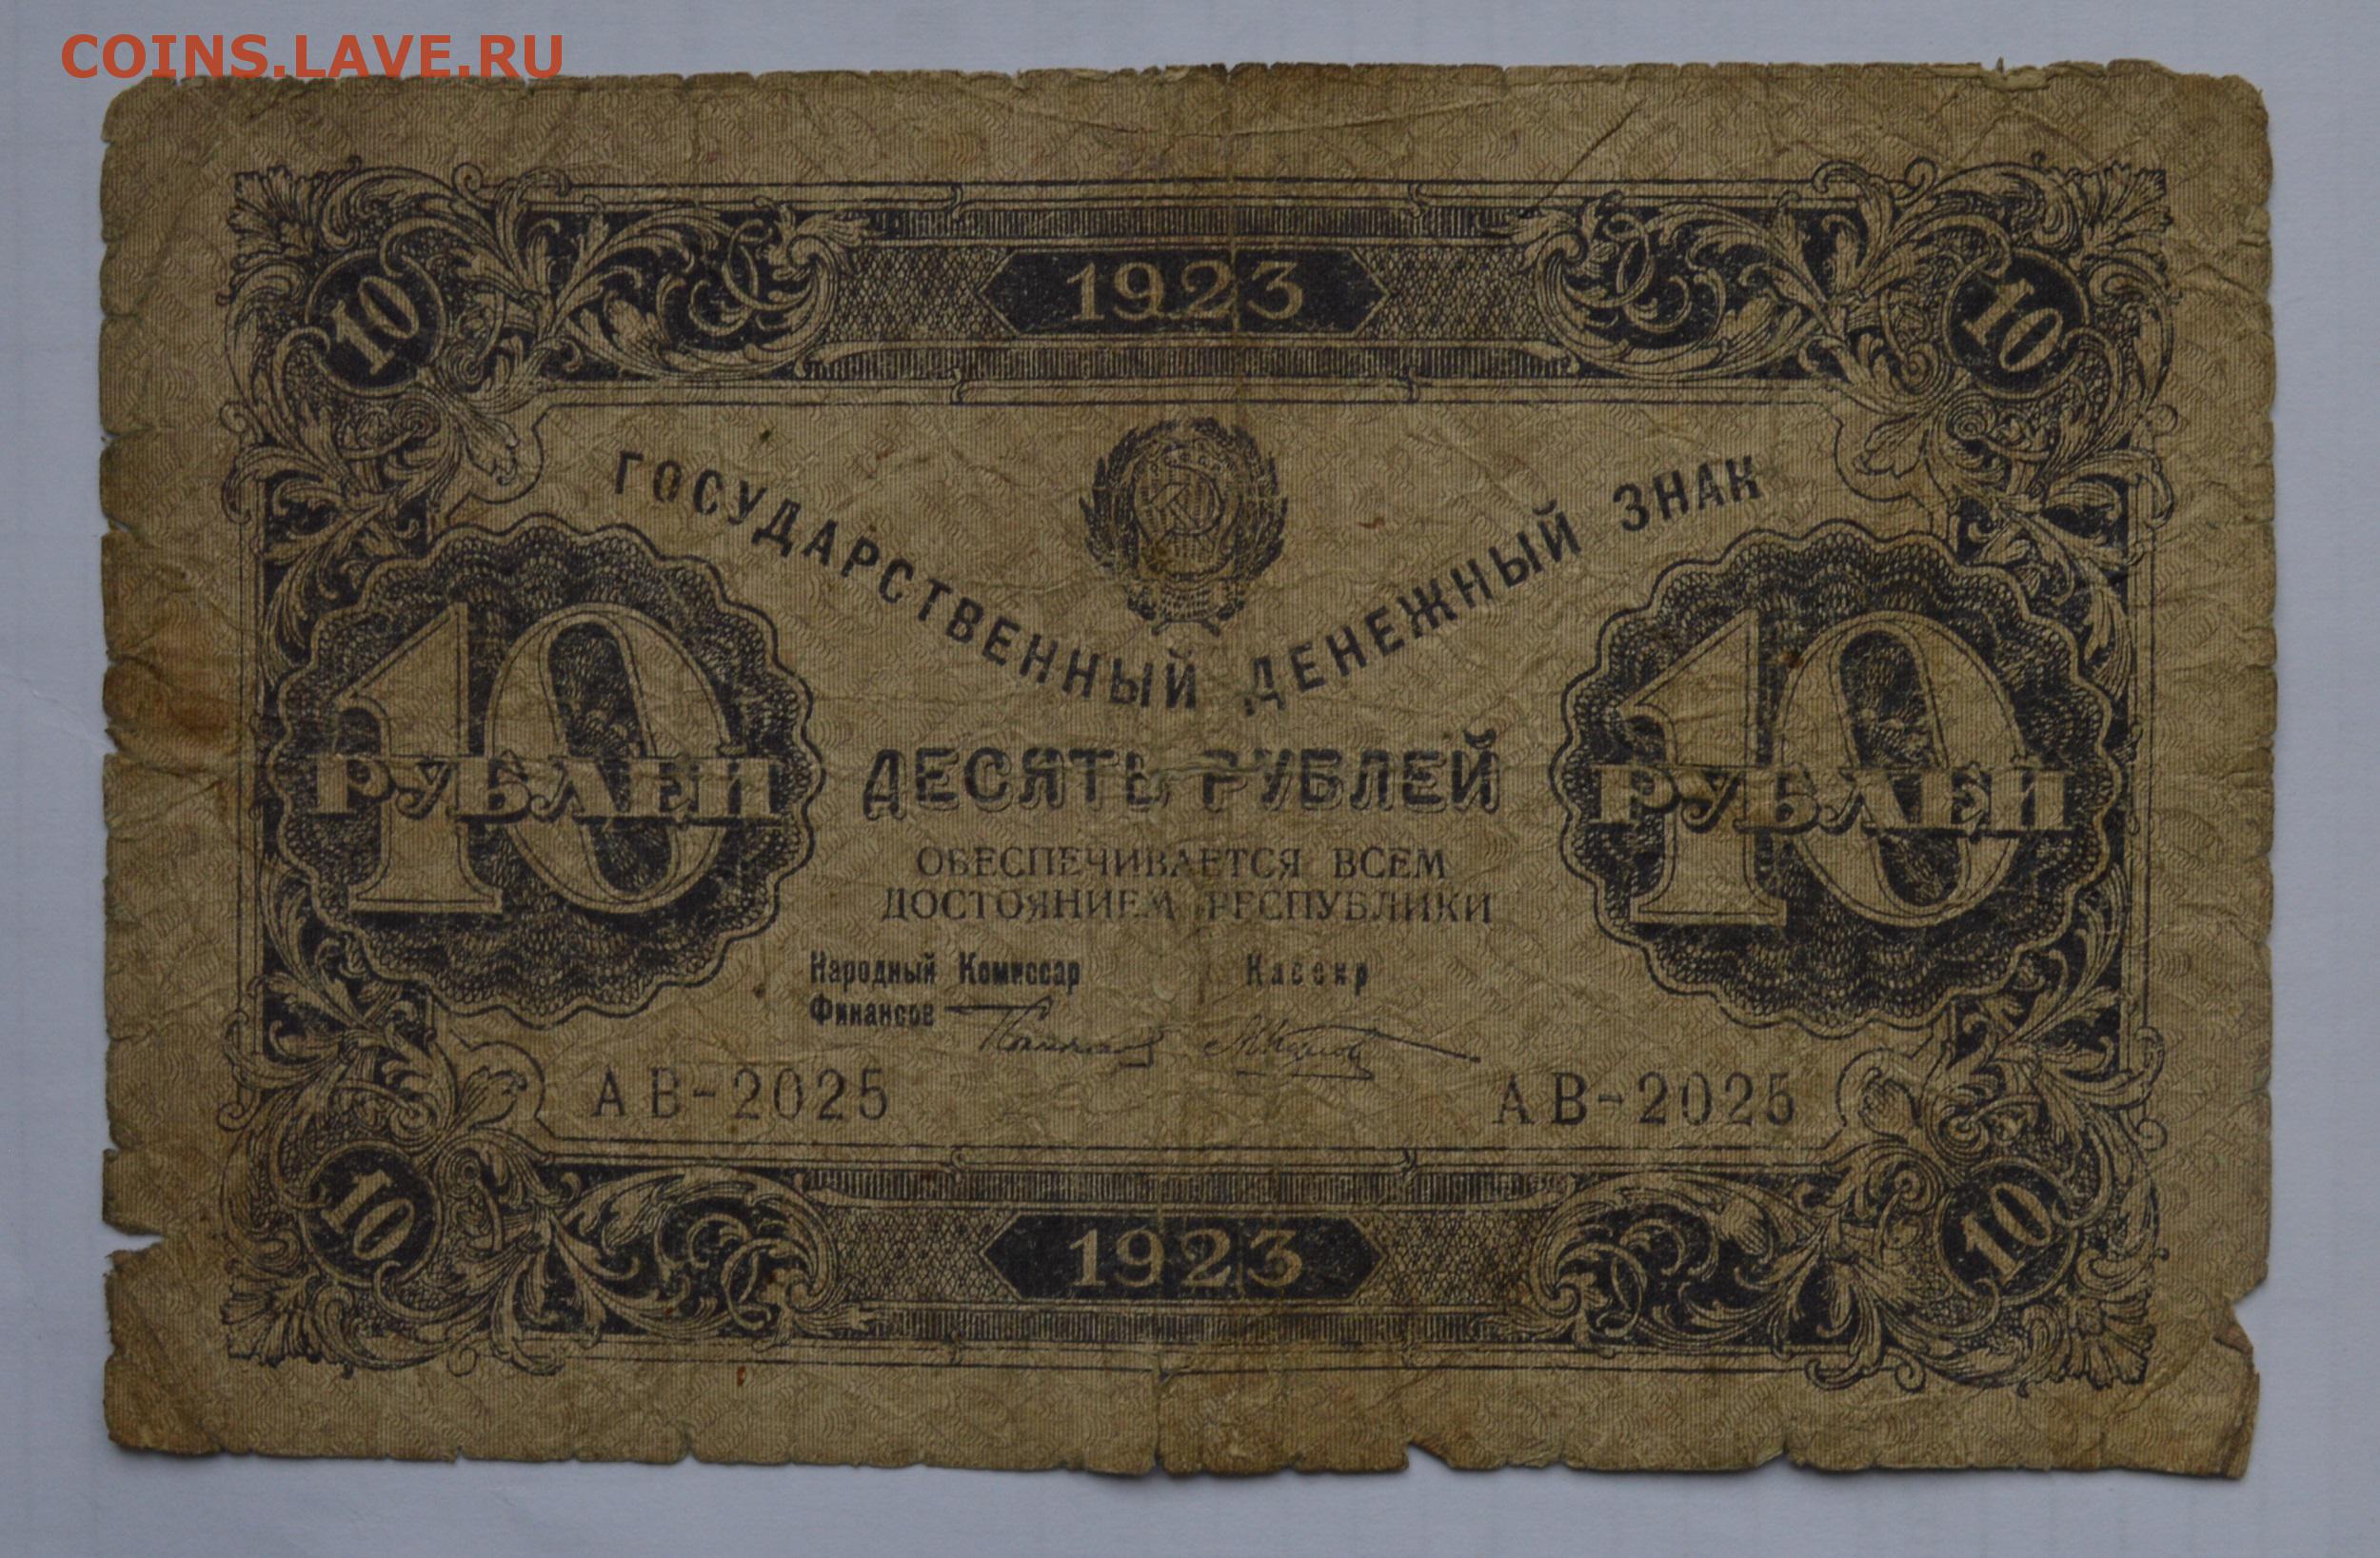 COINS.LAVE.RU
1923
10 10
ГОСУДАРСТВЕННЫЙ ДЕНЕЖНЫЙ ЗНАК
10 РУБЛЕЙ
ДЕСЯТЬ РУБЛЕЙ
10 РУБЛЕЙ
ОБЕСПЕЧИВАЕТСЯ ВСЕМ
ДОСТОЯНИЕМ РЕСПУБЛИКИ
Народный Комиссар
Финансов
Кассир
АВ-2025 АВ-2025
10 10
1923